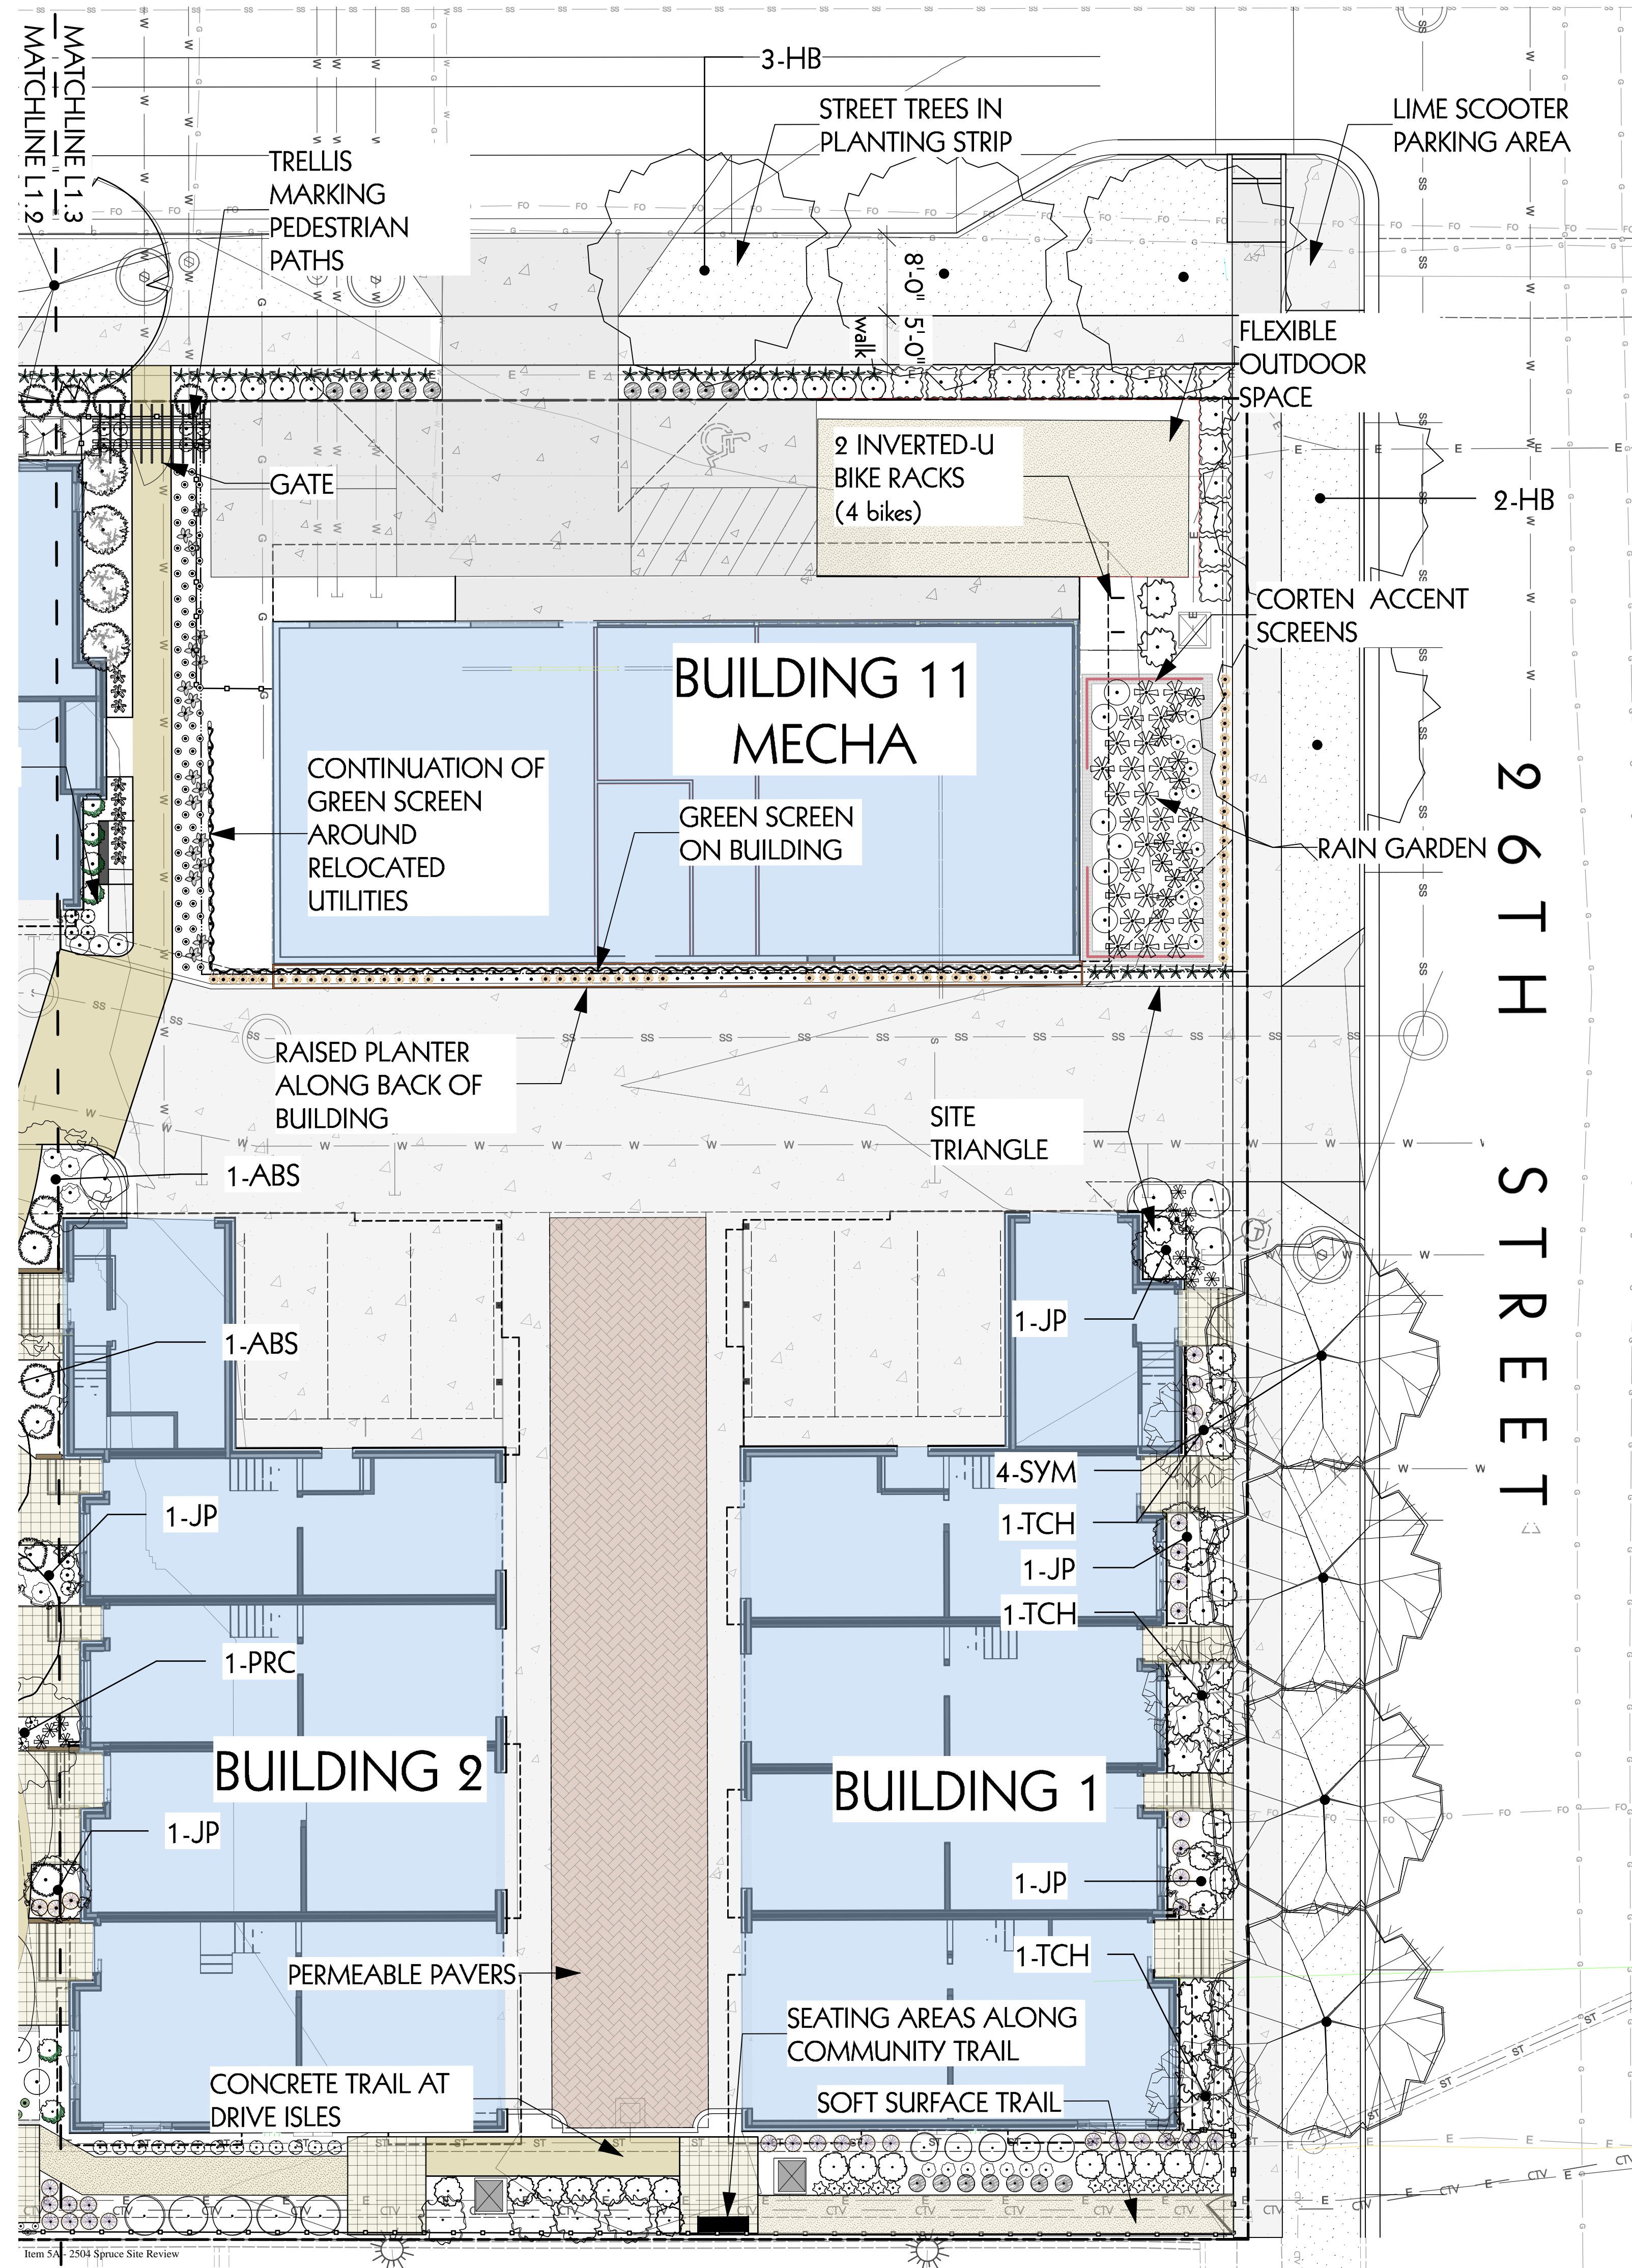 MATCHLINE L1.3
MATCHLINE L1.2
3-HB
STREET TREES IN
PLANTING STRIP
LIME SCOOTER
PARKING AREA
TRELLIS
MARKING
PEDESTRIAN
PATHS
8'-0"
5'-0"
walk
FLEXIBLE
OUTDOOR
SPACE
2 INVERTED-U
BIKE RACKS
(4 bikes)
GATE
2-HB
CORTEN ACCENT
SCREENS
BUILDING 11
MECHA
CONTINUATION OF
GREEN SCREEN
AROUND
RELOCATED
UTILITIES
GREEN SCREEN
ON BUILDING
RAIN GARDEN
26TH STREET
RAISED PLANTER
ALONG BACK OF
BUILDING
SITE
TRIANGLE
1-ABS
1-JP
1-ABS
4-SYM
1-TCH
1-JP
1-JP
1-TCH
1-PRC
BUILDING 2
BUILDING 1
1-JP
1-JP
1-TCH
PERMEABLE PAVERS
SEATING AREAS ALONG
COMMUNITY TRAIL
CONCRETE TRAIL AT
DRIVE ISLES
SOFT SURFACE TRAIL
Item 5A - 2504 Spruce Site Review